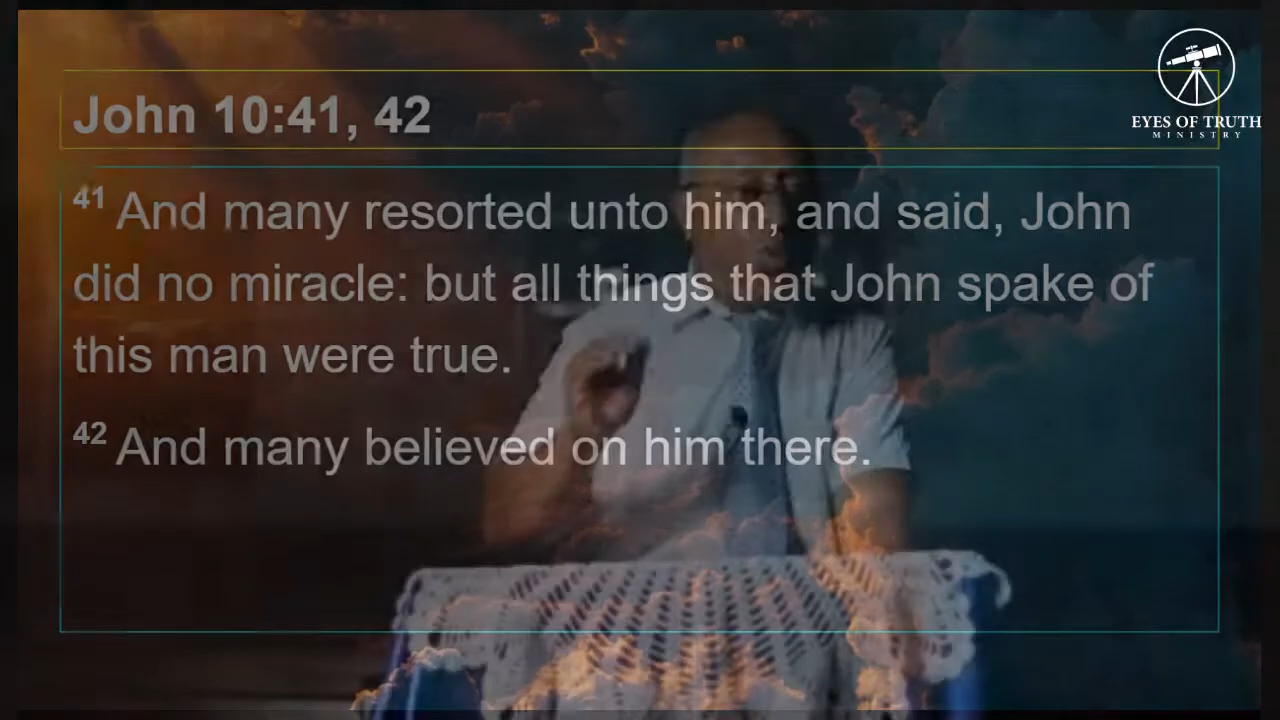 John 10:41, 42
EYES OF TRUTH
MINISTRY
41 And many resorted unto him, and said, John
did no miracle: but all things that John spake of
this man were true.
42 And many believed on him there.